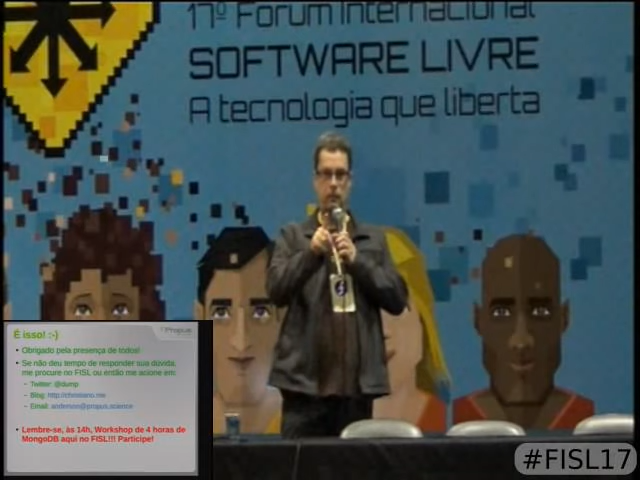 17º Fórum Internacional
SOFTWARE LIVRE
A tecnologia que liberta
Propus
É isso! :-)
• Obrigado pela presença de todos!
• Se não deu tempo de responder sua dúvida,
me procure no FISL ou então me acione em:
– Twitter: @dump
– Blog: http://christiano.me
– Email: anderson@propus.science
• Lembre-se, às 14h, Workshop de 4 horas de
MongoDB aqui no FISL!!! Participe!
#FISL17